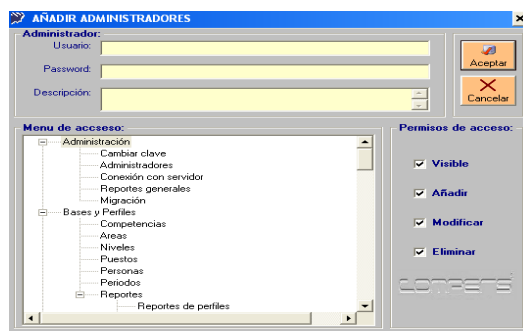 AÑADIR ADMINISTRADORES
Administrador:
Usuario:
Password:
Descripción:
Aceptar
Cancelar
Menu de accseso:
Administración
Cambiar clave
Administradores
Conexión con servidor
Reportes generales
Migración
Bases y Perfiles
Competencias
Areas
Niveles
Puestos
Personas
Periodos
Reportes
Reportes de perfiles
Permisos de acceso:
Visible
Añadir
Modificar
Eliminar
COMPERS